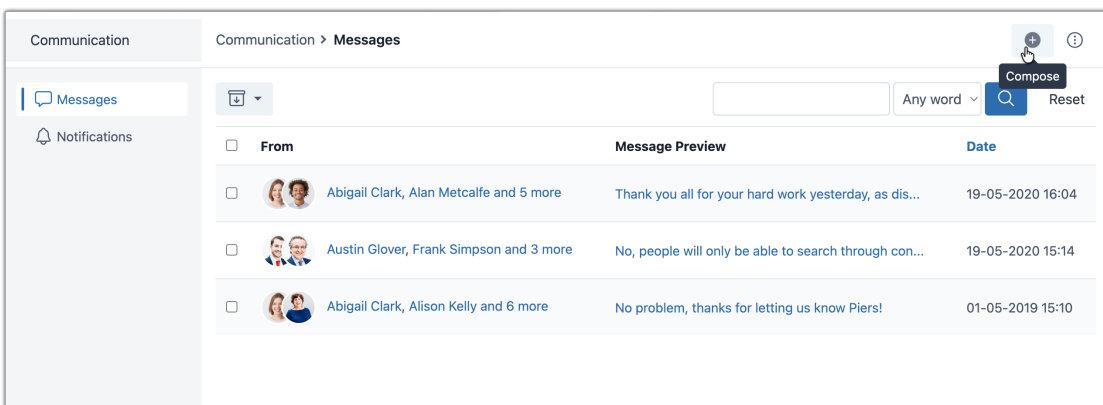 Communication
Communication > Messages
Compose
Messages
Notifications
Any word
Reset
From Message Preview Date
Abigail Clark, Alan Metcalfe and 5 more Thank you all for your hard work yesterday, as dis... 19-05-2020 16:04
Austin Glover, Frank Simpson and 3 more No, people will only be able to search through con... 19-05-2020 15:14
Abigail Clark, Alison Kelly and 6 more No problem, thanks for letting us know Piers! 01-05-2019 15:10